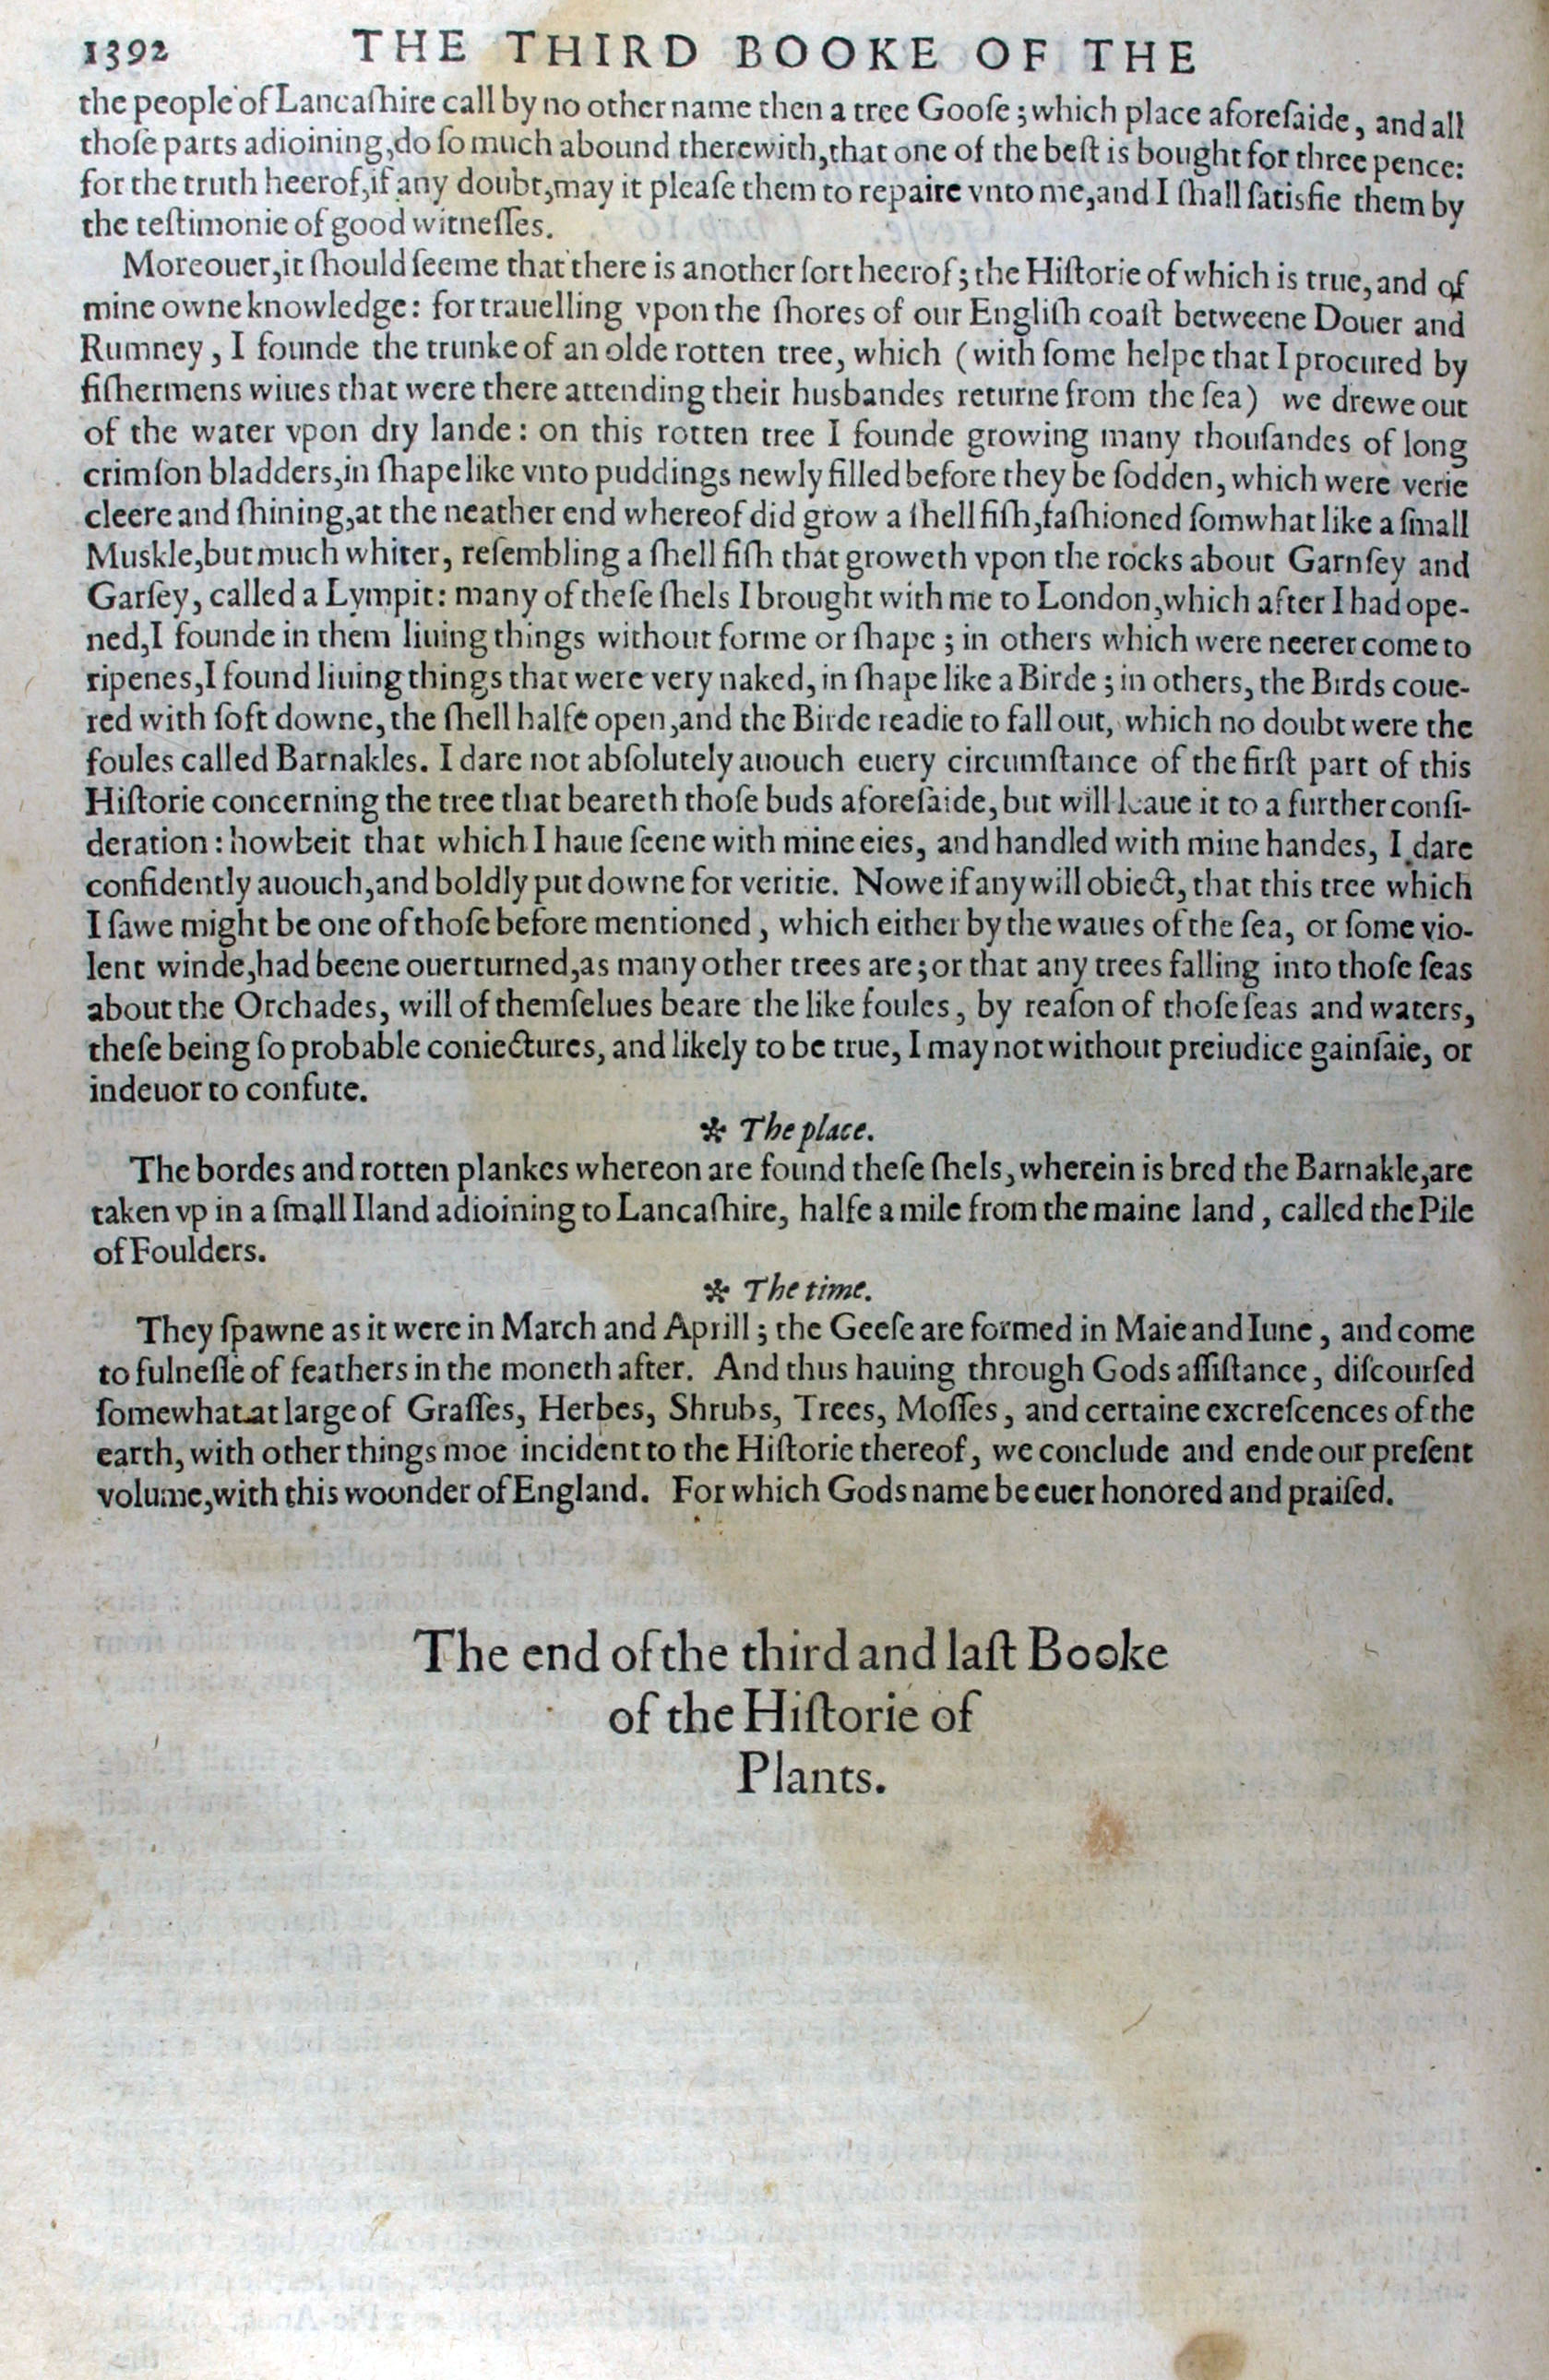 1392 THE THIRD BOOKE OF THE
the people of Lancaſhire call by no other name then a tree Gooſe; which place aforeſaide, and all
thoſe parts adioining, do ſo much abound therewith, that one of the beſt is bought for three pence:
for the truth heerof, if any doubt, may it pleaſe them to repaire vnto me, and I ſhall ſatisfie them by
the teſtimonie of good witneſſes.
Moreouer, it ſhould ſeeme that there is another ſort heerof; the Hiſtorie of which is true, and of
mine owne knowledge: for trauelling vpon the ſhores of our Engliſh coaſt betweene Douer and
Rumney, I founde the trunke of an olde rotten tree, which (with ſome helpe that I procured by
fiſhermens wiues that were there attending their husbandes returne from the ſea) we drewe out
of the water vpon dry lande: on this rotten tree I founde growing many thouſandes of long
crimſon bladders, in ſhape like vnto puddings newly filled before they be ſodden, which were verie
cleere and ſhining, at the neather end whereof did grow a ſhell fiſh, faſhioned ſomwhat like a ſmall
Muskle, but much whiter, reſembling a ſhell fiſh that groweth vpon the rocks about Garnſey and
Garſey, called a Lympit: many of theſe ſhels I brought with me to London, which after I had ope-
ned, I founde in them liuing things without forme or ſhape; in others which were neerer come to
ripenes, I found liuing things that were very naked, in ſhape like a Birde; in others, the Birds coue-
red with ſoft downe, the ſhell halfe open, and the Birde readie to fall out, which no doubt were the
foules called Barnakles. I dare not abſolutely auouch euery circumſtance of the firſt part of this
Hiſtorie concerning the tree that beareth thoſe buds aforeſaide, but will leaue it to a further conſi-
deration: howbeit that which I haue ſeene with mine eies, and handled with mine handes, I dare
confidently auouch, and boldly put downe for veritie. Nowe if any will obiect, that this tree which
I ſawe might be one of thoſe before mentioned, which either by the waues of the ſea, or ſome vio-
lent winde, had beene ouerturned, as many other trees are; or that any trees falling into thoſe ſeas
about the Orchades, will of themſelues beare the like foules, by reaſon of thoſe ſeas and waters,
theſe being ſo probable coniectures, and likely to be true, I may not without preiudice gainſaie, or
indeuor to confute.
✻ The place.
The bordes and rotten plankes whereon are found theſe ſhels, wherein is bred the Barnakle, are
taken vp in a ſmall Iland adioining to Lancaſhire, halfe a mile from the maine land, called the Pile
of Foulders.
✻ The time.
They ſpawne as it were in March and Aprill; the Geeſe are formed in Maie and Iune, and come
to fulneſſe of feathers in the moneth after. And thus hauing through Gods aſſiſtance, diſcourſed
ſomewhat at large of Graſſes, Herbes, Shrubs, Trees, Moſſes, and certaine excreſcences of the
earth, with other things moe incident to the Hiſtorie thereof, we conclude and ende our preſent
volume, with this woonder of England. For which Gods name be euer honored and praiſed.
The end of the third and laſt Booke
of the Hiſtorie of
Plants.